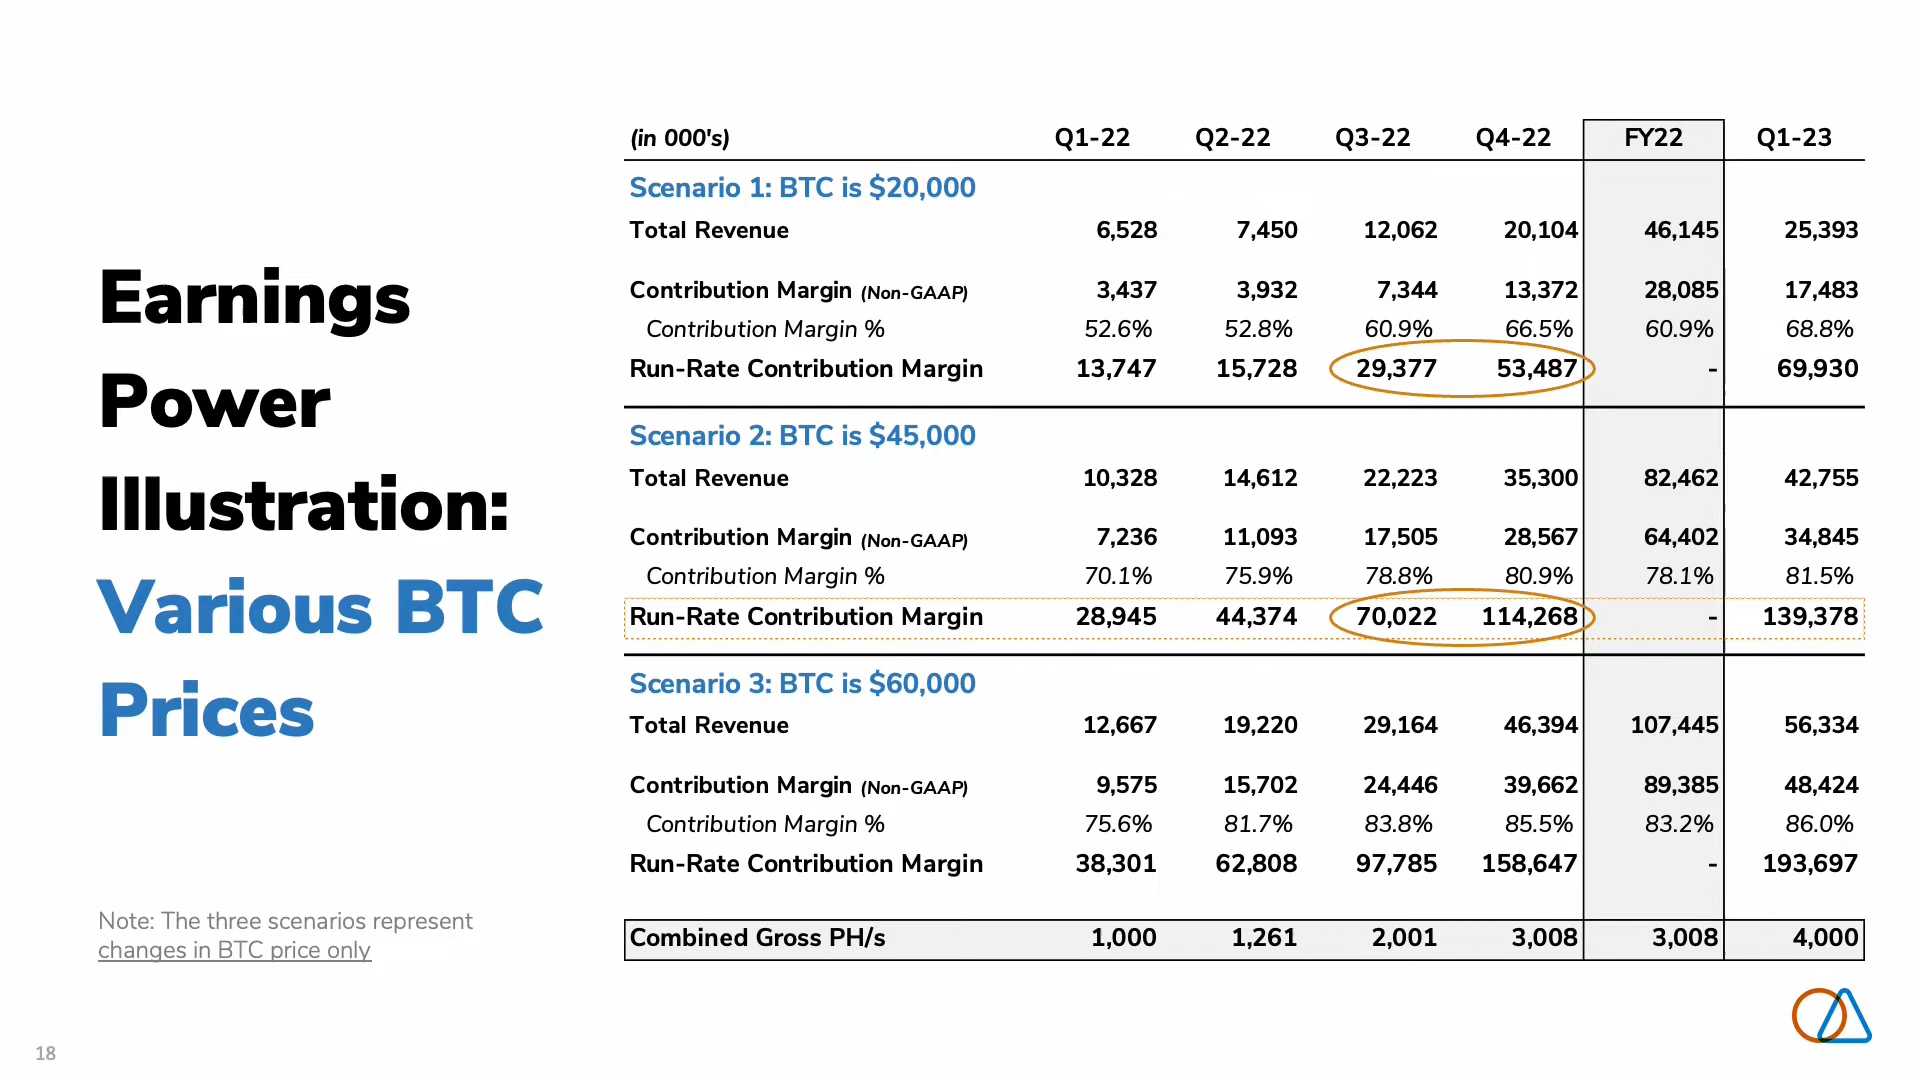 Earnings
Power
Illustration:
Various BTC
Prices
Note: The three scenarios represent
changes in BTC price only
18
(in 000's) Q1-22 Q2-22 Q3-22 Q4-22 FY22 Q1-23
Scenario 1: BTC is $20,000
Total Revenue 6,528 7,450 12,062 20,104 46,145 25,393
Contribution Margin (Non-GAAP) 3,437 3,932 7,344 13,372 28,085 17,483
Contribution Margin % 52.6% 52.8% 60.9% 66.5% 60.9% 68.8%
Run-Rate Contribution Margin 13,747 15,728 29,377 53,487 - 69,930
Scenario 2: BTC is $45,000
Total Revenue 10,328 14,612 22,223 35,300 82,462 42,755
Contribution Margin (Non-GAAP) 7,236 11,093 17,505 28,567 64,402 34,845
Contribution Margin % 70.1% 75.9% 78.8% 80.9% 78.1% 81.5%
Run-Rate Contribution Margin 28,945 44,374 70,022 114,268 - 139,378
Scenario 3: BTC is $60,000
Total Revenue 12,667 19,220 29,164 46,394 107,445 56,334
Contribution Margin (Non-GAAP) 9,575 15,702 24,446 39,662 89,385 48,424
Contribution Margin % 75.6% 81.7% 83.8% 85.5% 83.2% 86.0%
Run-Rate Contribution Margin 38,301 62,808 97,785 158,647 - 193,697
Combined Gross PH/s 1,000 1,261 2,001 3,008 3,008 4,000